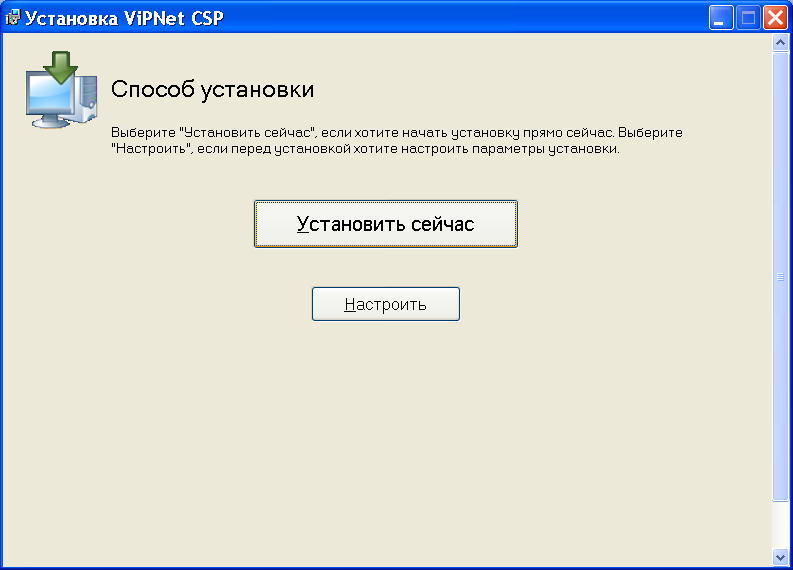 Установка ViPNet CSP
Способ установки
Выберите "Установить сейчас", если хотите начать установку прямо сейчас. Выберите
"Настроить", если перед установкой хотите настроить параметры установки.
Установить сейчас
Настроить